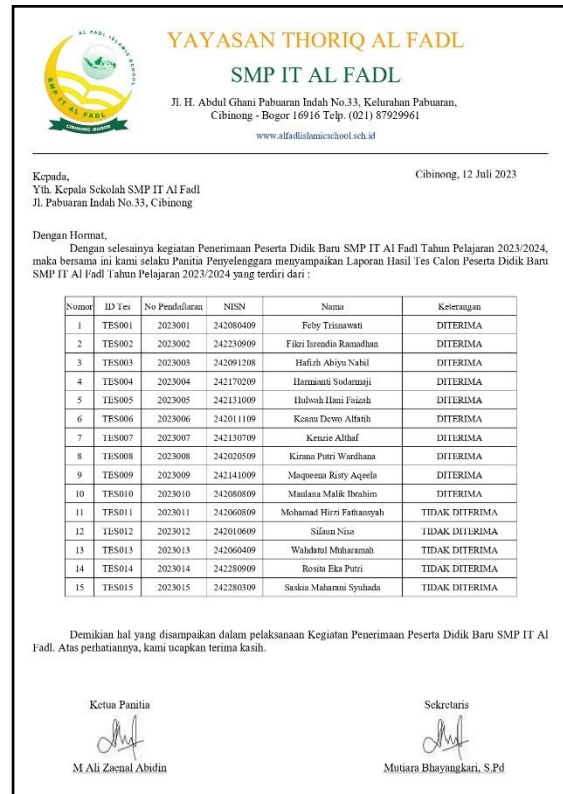 AL FADL ISLAMIC SCHOOL
SMP IT AL FADL
CIBINONG-BOGOR
YAYASAN THORIQ AL FADL
SMP IT AL FADL
Jl. H. Abdul Ghani Pabuaran Indah No.33, Kelurahan Pabuaran,
Cibinong - Bogor 16916 Telp. (021) 87929961
www.alfadlislamicschool.sch.id
Kepada,
Cibinong, 12 Juli 2023
Yth. Kepala Sekolah SMP IT Al Fadl
Jl. Pabuaran Indah No.33, Cibinong
Dengan Hormat,
Dengan selesainya kegiatan Penerimaan Peserta Didik Baru SMP IT Al Fadl Tahun Pelajaran 2023/2024,
maka bersama ini kami selaku Panitia Penyelenggara menyampaikan Laporan Hasil Tes Calon Peserta Didik Baru
SMP IT Al Fadl Tahun Pelajaran 2023/2024 yang terdiri dari :
Nomor ID Tes No Pendaftaran NISN Nama Keterangan
1 TES001 2023001 242080409 Feby Trisnawati DITERIMA
2 TES002 2023002 242230909 Fikri Isrendia Ramadhan DITERIMA
3 TES003 2023003 242091208 Hafizh Abiyu Nabil DITERIMA
4 TES004 2023004 242170209 Harmianti Sudarmaji DITERIMA
5 TES005 2023005 242131009 Hulwah Hani Faizah DITERIMA
6 TES006 2023006 242011109 Keanu Dewo Alfatih DITERIMA
7 TES007 2023007 242130709 Kenzie Althaf DITERIMA
8 TES008 2023008 242020509 Kirana Putri Wardhana DITERIMA
9 TES009 2023009 242141009 Maqueena Risty Aqeela DITERIMA
10 TES010 2023010 242080809 Maulana Malik Ibrahim DITERIMA
11 TES011 2023011 242060809 Mohamad Hirzi Fathansyah TIDAK DITERIMA
12 TES012 2023012 242010609 Sifaun Nisa TIDAK DITERIMA
13 TES013 2023013 242060409 Wahdatul Muharamah TIDAK DITERIMA
14 TES014 2023014 242280909 Rosita Eka Putri TIDAK DITERIMA
15 TES015 2023015 242280309 Saskia Maharani Syuhada TIDAK DITERIMA
Demikian hal yang disampaikan dalam pelaksanaan Kegiatan Penerimaan Peserta Didik Baru SMP IT Al
Fadl. Atas perhatiannya, kami ucapkan terima kasih.
Ketua Panitia Sekretaris
M Ali Zaenal Abidin Mutiara Bhayangkari, S.Pd